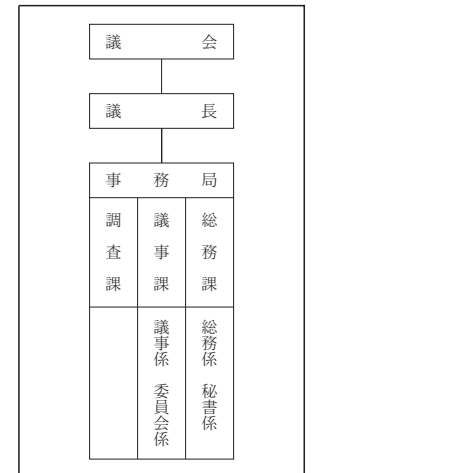 議会
議長
事務局
総務課
議事課
調査課
総務係 秘書係
議事係 委員会係